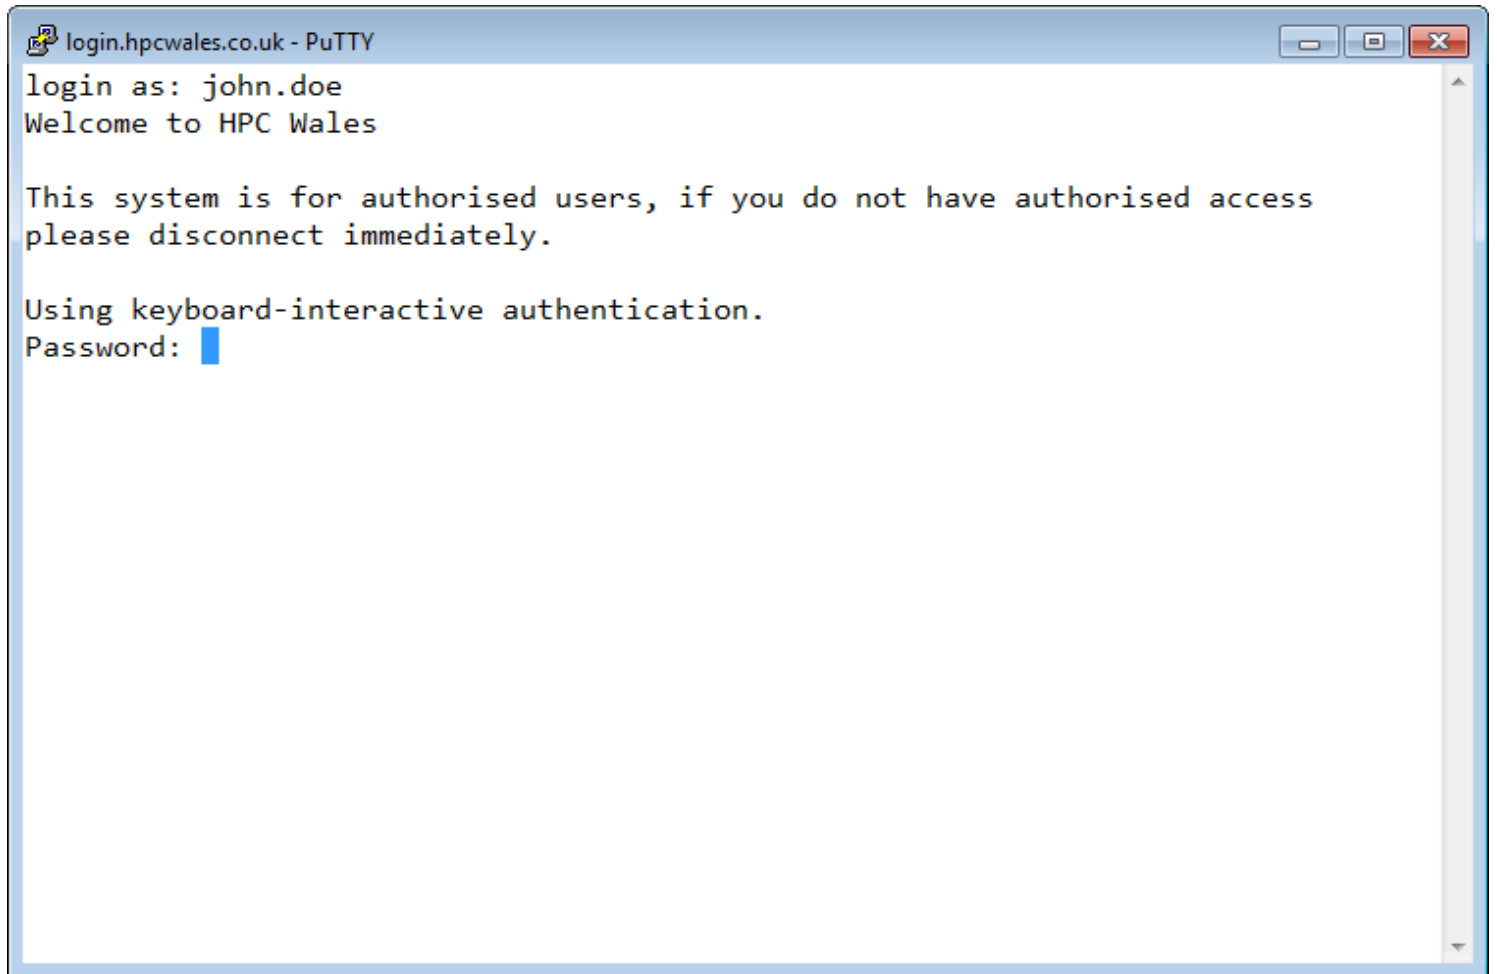 login.hpcwales.co.uk - PuTTY
login as: john.doe
Welcome to HPC Wales
This system is for authorised users, if you do not have authorised access
please disconnect immediately.
Using keyboard-interactive authentication.
Password: